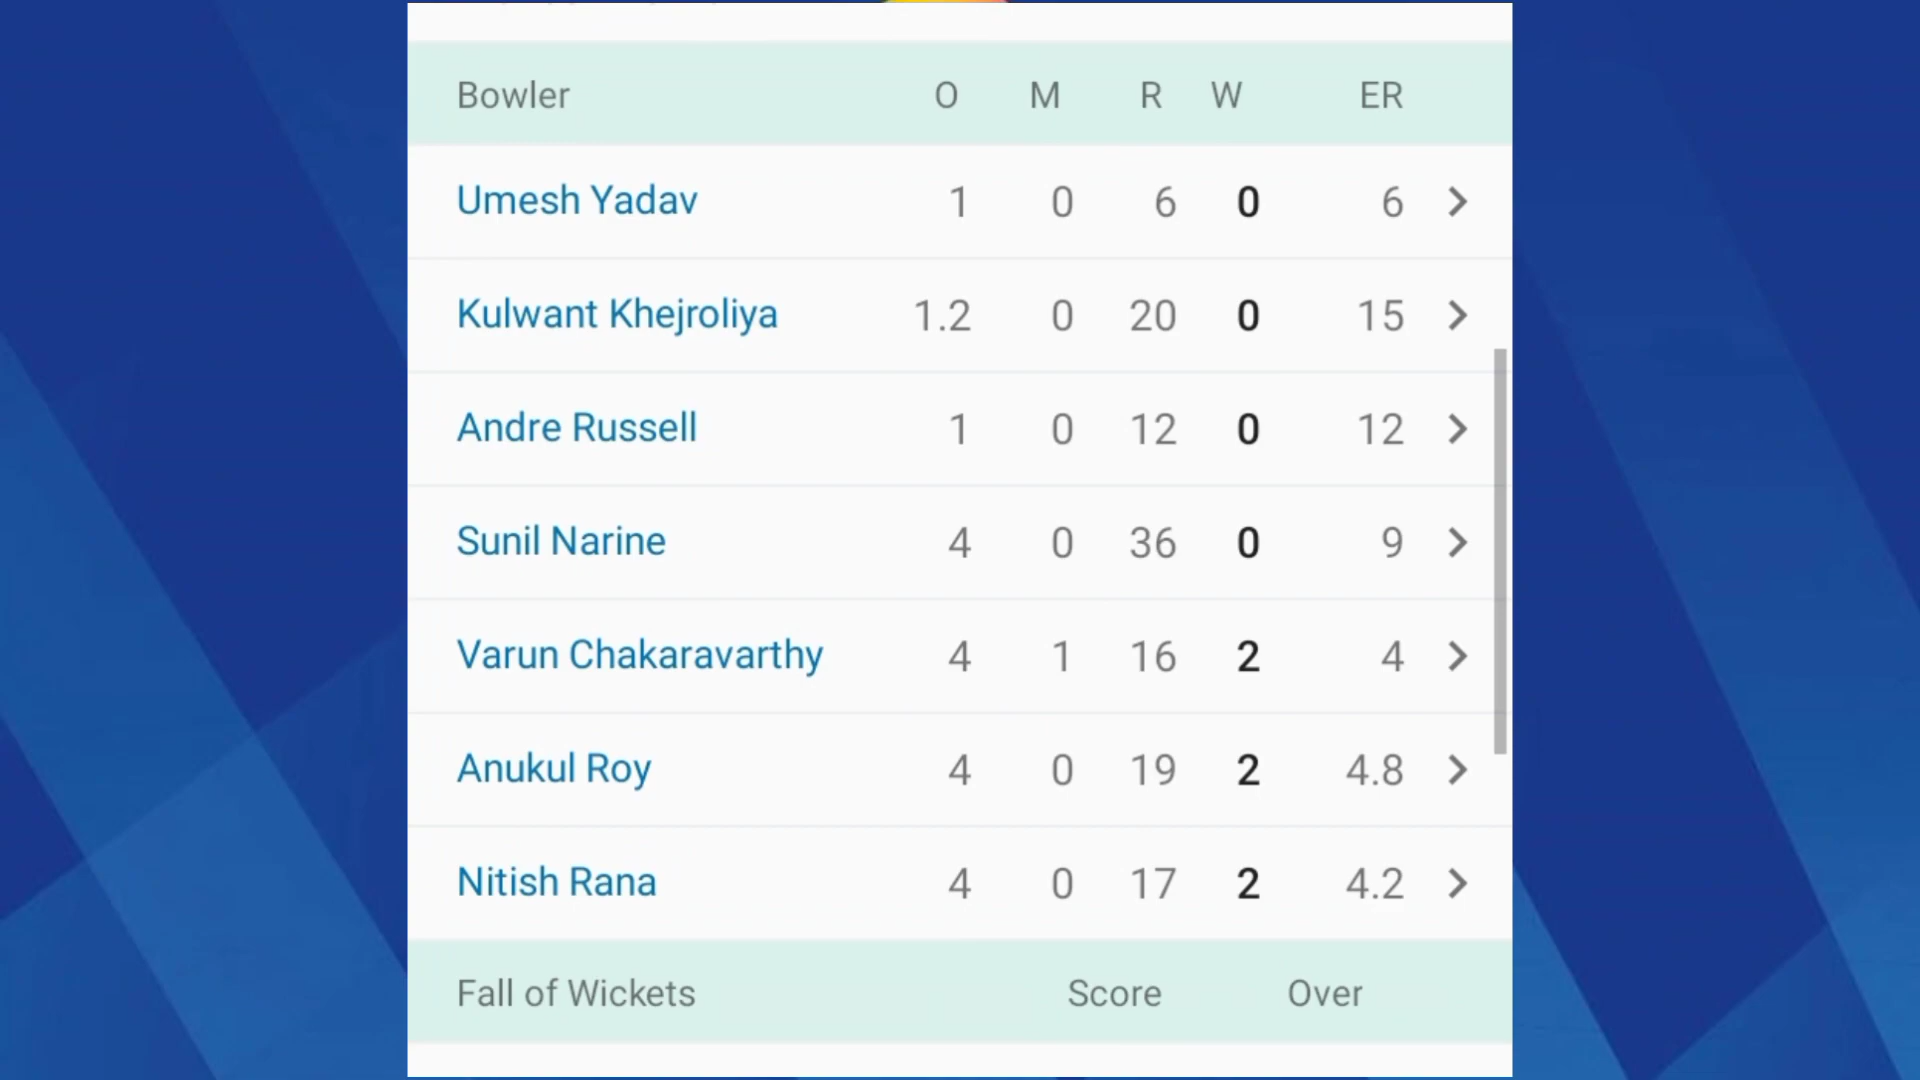 Bowler O M R W ER
Umesh Yadav 1 0 6 0 6
Kulwant Khejroliya 1.2 0 20 0 15
Andre Russell 1 0 12 0 12
Sunil Narine 4 0 36 0 9
Varun Chakaravarthy 4 1 16 2 4
Anukul Roy 4 0 19 2 4.8
Nitish Rana 4 0 17 2 4.2
Fall of Wickets Score Over